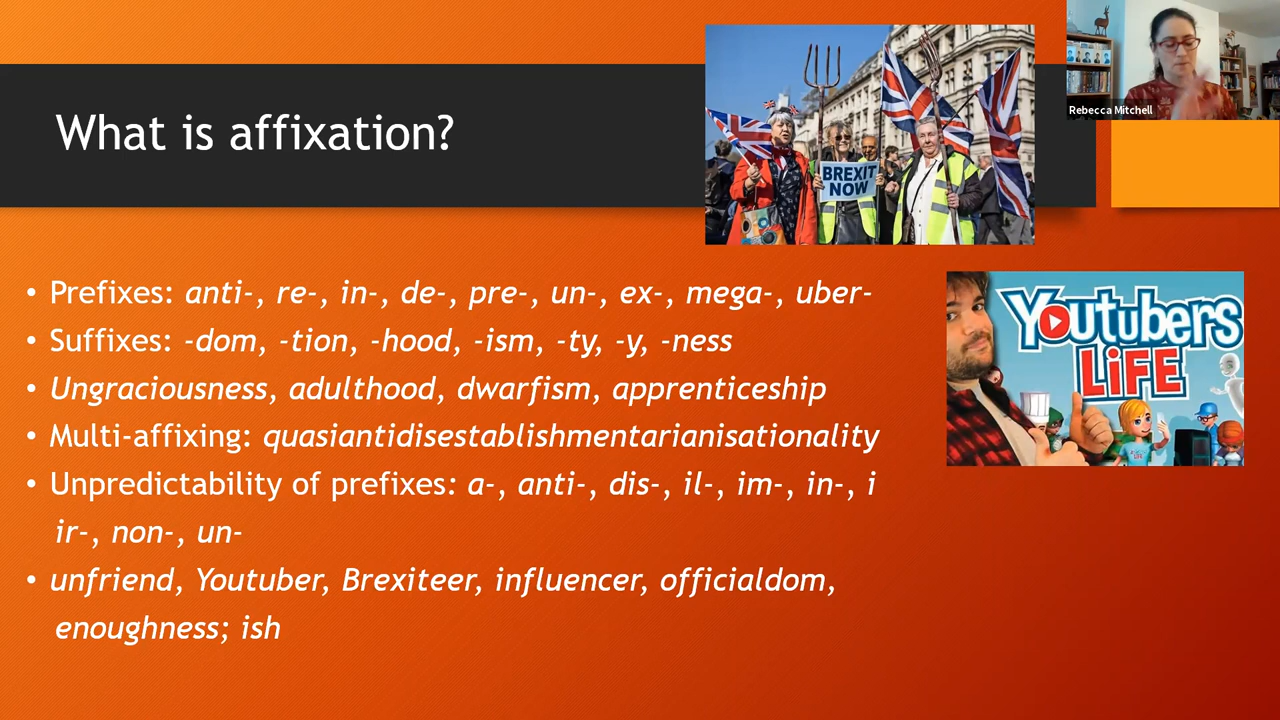 What is affixation?
BREXIT
NOW
Rebecca Mitchell
Youtubers
LiFE
• Prefixes: anti-, re-, in-, de-, pre-, un-, ex-, mega-, uber-
• Suffixes: -dom, -tion, -hood, -ism, -ty, -y, -ness
• Ungraciousness, adulthood, dwarfism, apprenticeship
• Multi-affixing: quasiantidisestablishmentarianisationality
• Unpredictability of prefixes: a-, anti-, dis-, il-, im-, in-, i
ir-, non-, un-
• unfriend, Youtuber, Brexiteer, influencer, officialdom,
enoughness; ish